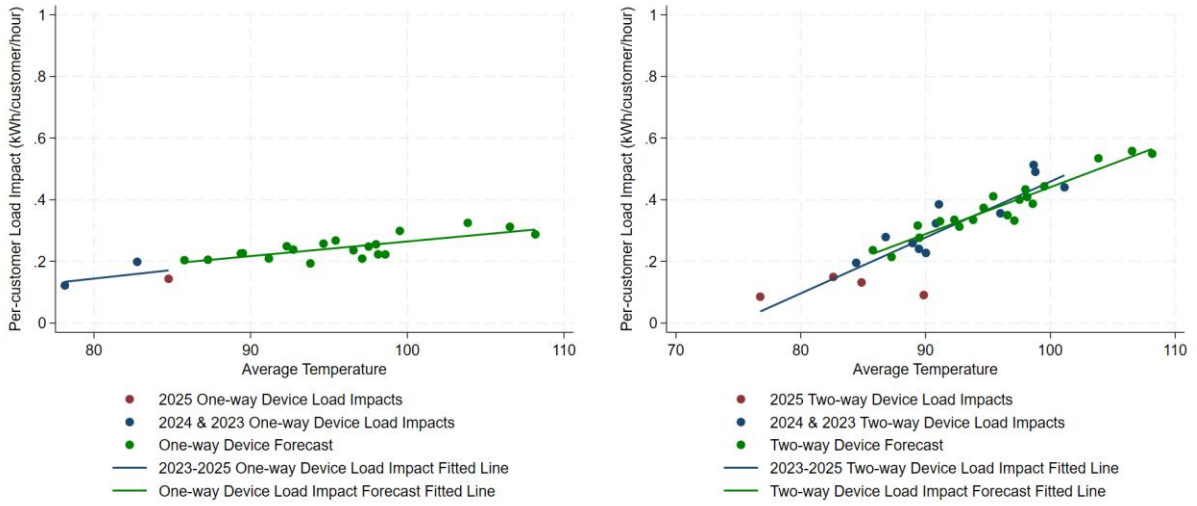 Per-customer Load Impact (kWh/customer/hour)
1
.8
.6
.4
.2
0
80 90 100 110
Average Temperature
2025 One-way Device Load Impacts
2024 & 2023 One-way Device Load Impacts
One-way Device Forecast
2023-2025 One-way Device Load Impact Fitted Line
One-way Device Load Impact Forecast Fitted Line
Per-customer Load Impact (kWh/customer/hour)
1
.8
.6
.4
.2
0
70 80 90 100 110
Average Temperature
2025 Two-way Device Load Impacts
2024 & 2023 Two-way Device Load Impacts
Two-way Device Forecast
2023-2025 Two-way Device Load Impact Fitted Line
Two-way Device Load Impact Forecast Fitted Line